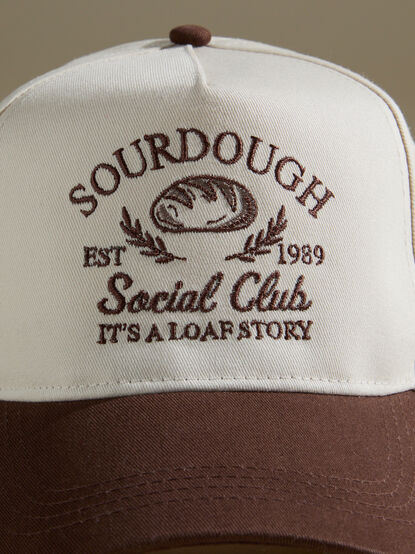 SOURDOUGH
EST 1989
Social Club
IT'S A LOAF STORY